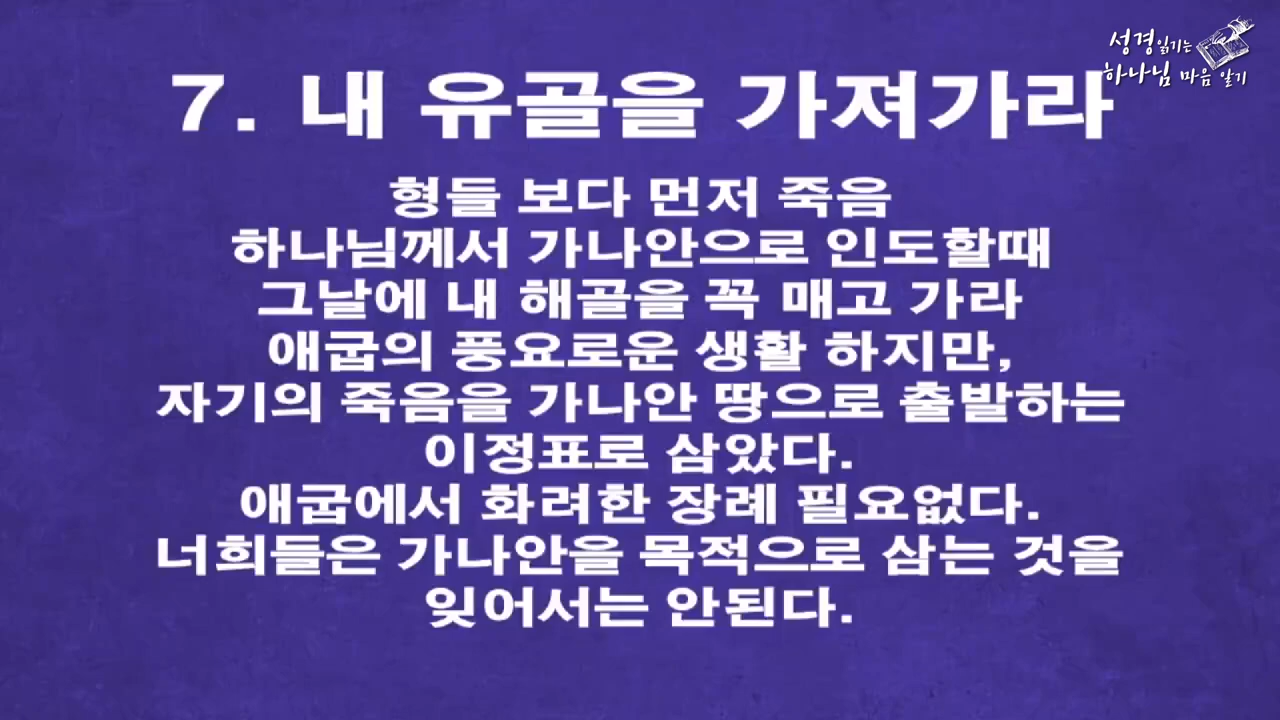 성경읽기는
하나님 마음 알기
7. 내 유골을 가져가라
형들 보다 먼저 죽음
하나님께서 가나안으로 인도할때
그날에 내 해골을 꼭 매고 가라
애굽의 풍요로운 생활 하지만,
자기의 죽음을 가나안 땅으로 출발하는
이정표로 삼았다.
애굽에서 화려한 장례 필요없다.
너희들은 가나안을 목적으로 삼는 것을
잊어서는 안된다.